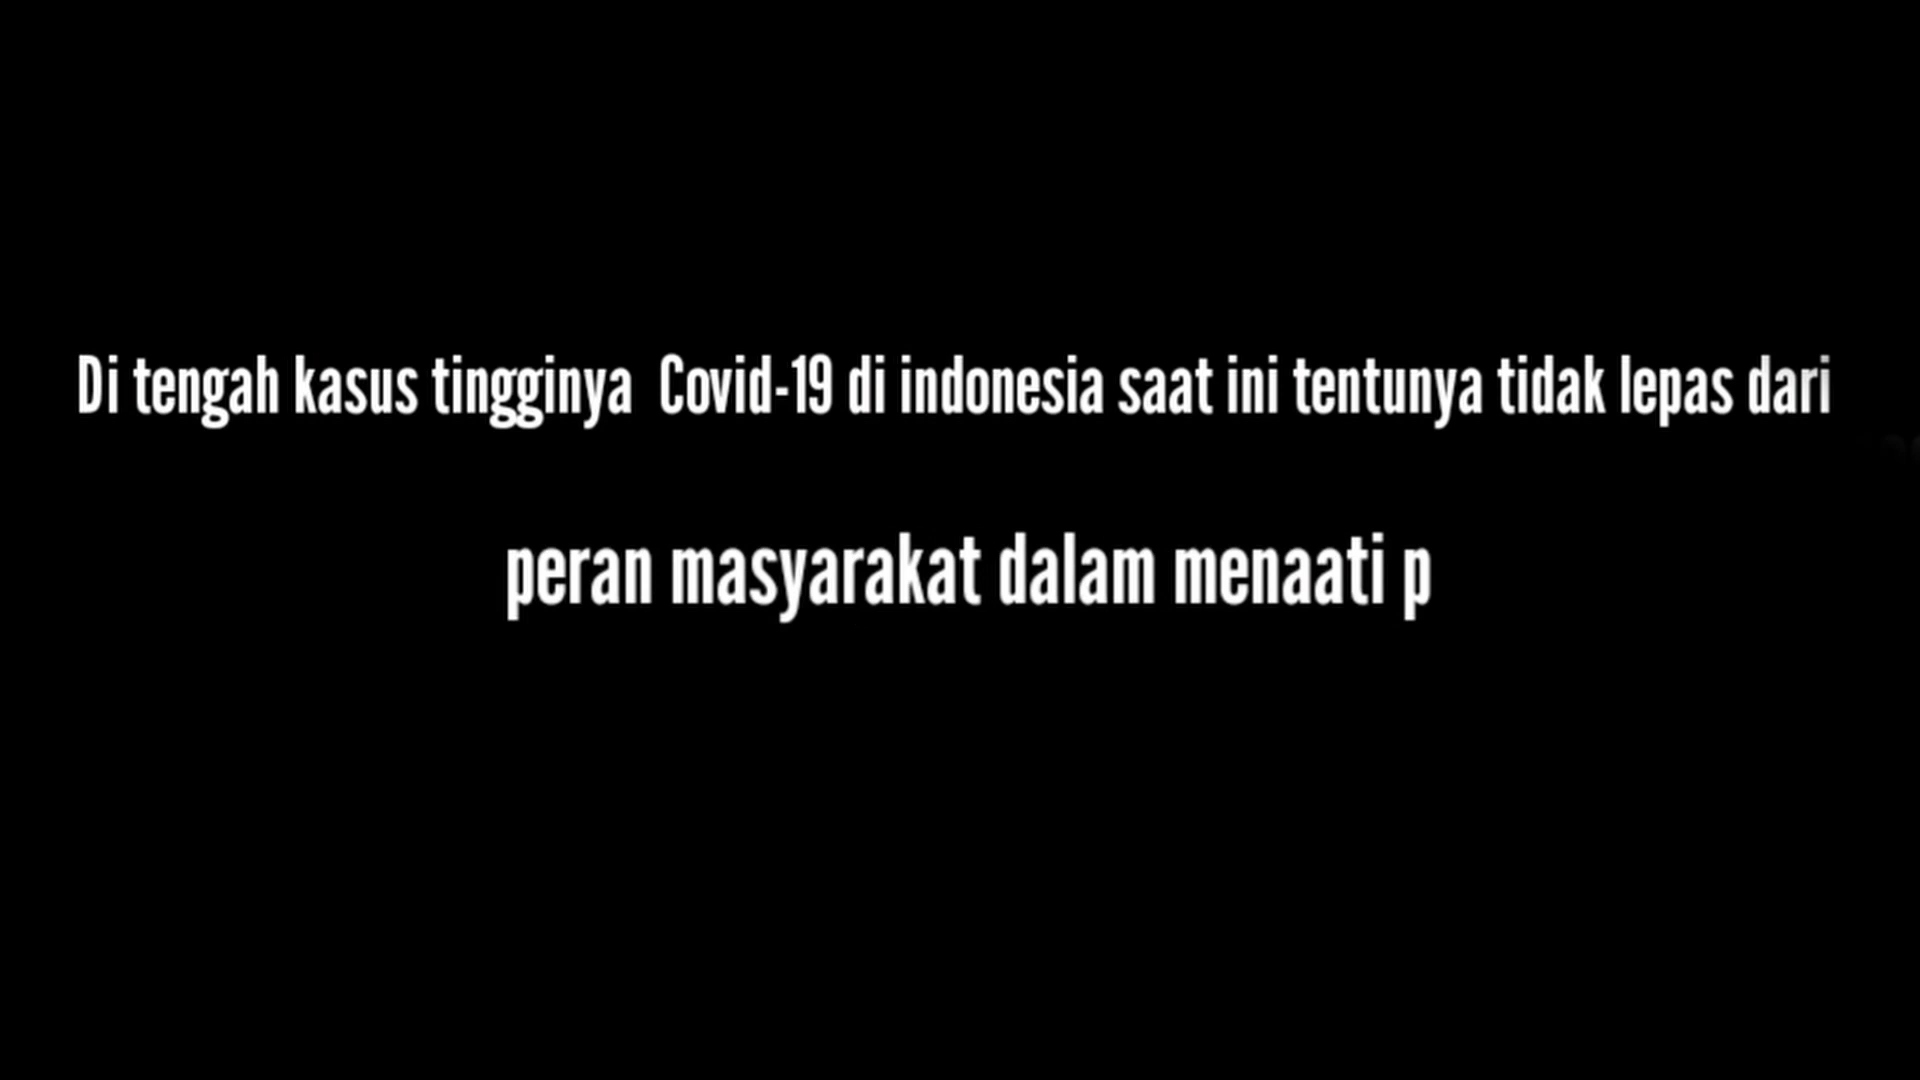 Di tengah kasus tingginya  Covid-19 di indonesia saat ini tentunya tidak lepas dari
peran masyarakat dalam menaati p